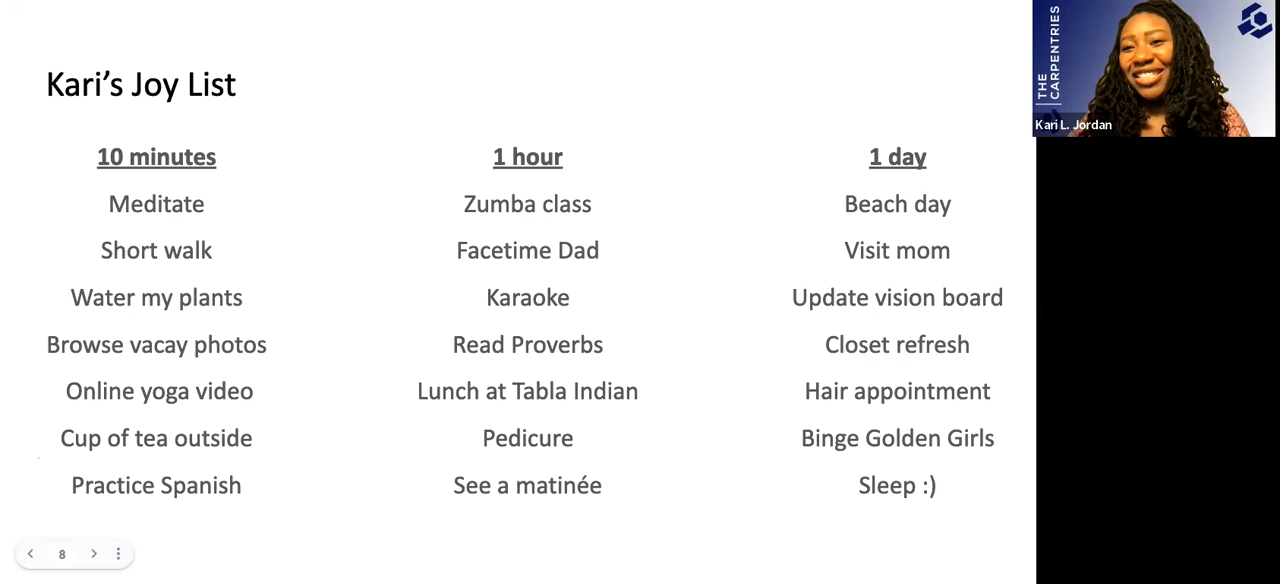 Kari's Joy List
10 minutes
Meditate
Short walk
Water my plants
Browse vacay photos
Online yoga video
Cup of tea outside
Practice Spanish
1 hour
Zumba class
Facetime Dad
Karaoke
Read Proverbs
Lunch at Tabla Indian
Pedicure
See a matinée
1 day
Beach day
Visit mom
Update vision board
Closet refresh
Hair appointment
Binge Golden Girls
Sleep :)
8
THE
CARPENTRIES
Kari L. Jordan